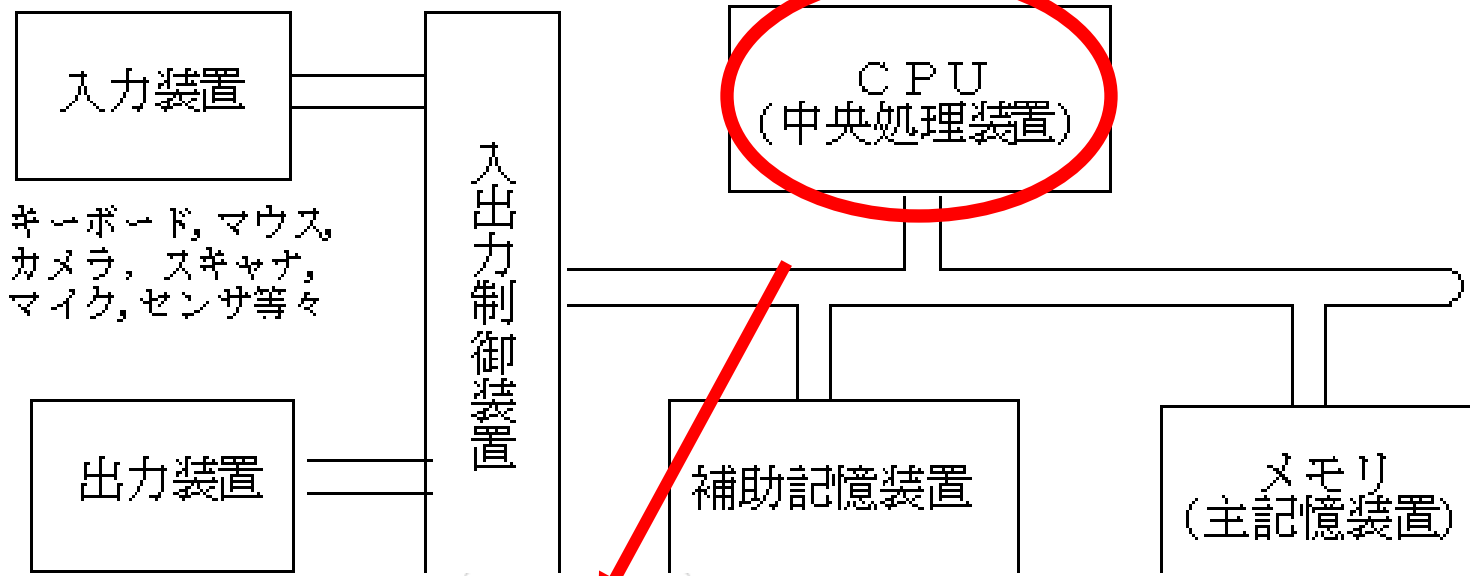 入力装置
キーボード,マウス,
カメラ, スキャナ,
マイク,センサ等々
出力装置
入出力制御装置
CPU
(中央処理装置)
補助記憶装置
メモリ
(主記憶装置)